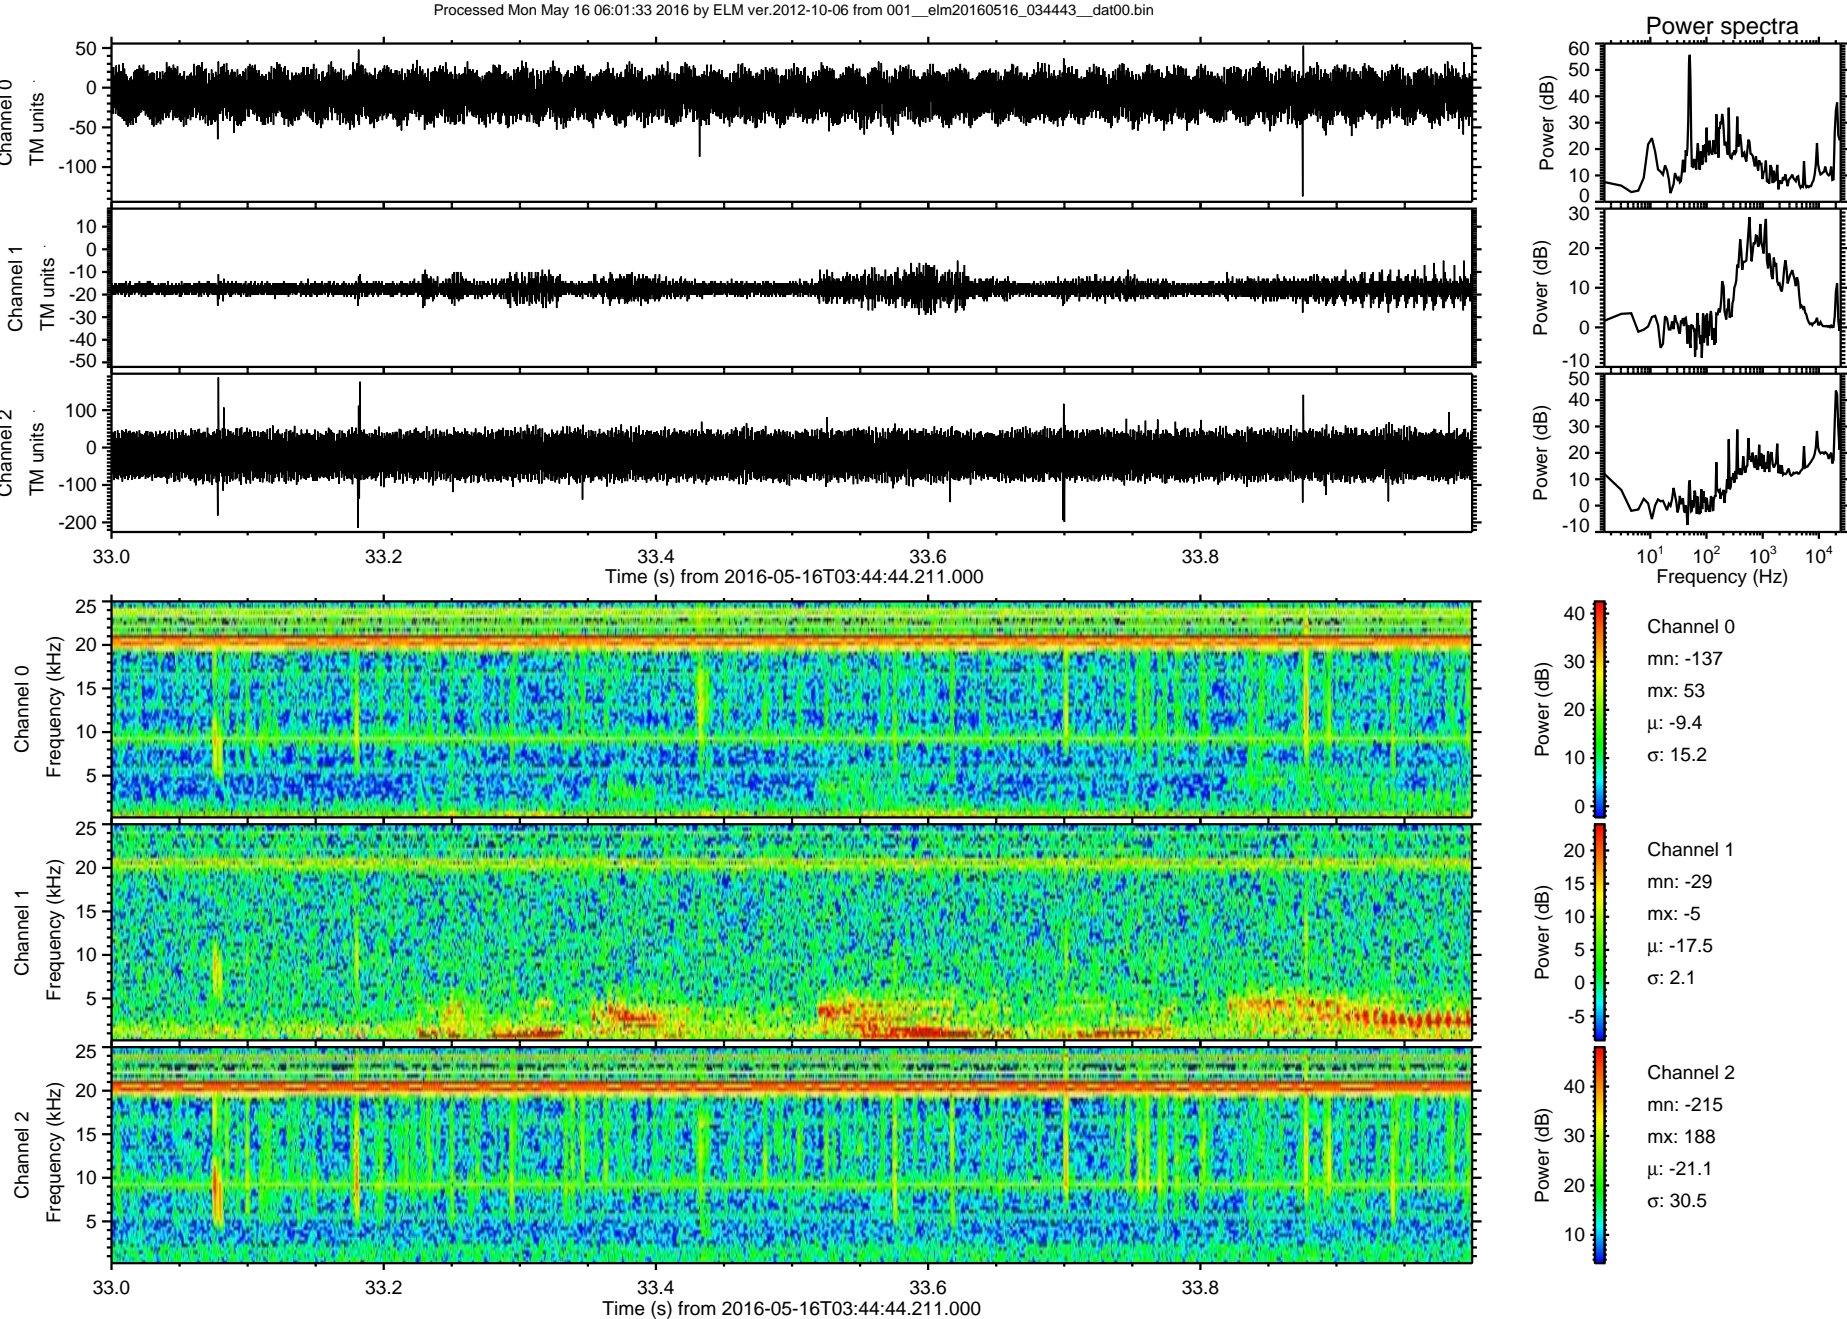 Processed Mon May 16 06:01:33 2016 by ELM ver.2012-10-06 from 001__elm20160516_034443__dat00.bin
Power spectra
Channel 0
TM units
50
0
-50
-100
Power (dB)
60
50
40
30
20
10
0
Channel 1
TM units
10
0
-10
-20
-30
-40
-50
Power (dB)
30
20
10
0
-10
Channel 2
TM units
100
0
-100
-200
Power (dB)
50
40
30
20
10
0
-10
33.0 33.2 33.4 33.6 33.8
Time (s) from 2016-05-16T03:44:44.211.000
10^1 10^2 10^3 10^4
Frequency (Hz)
Channel 0
Frequency (kHz)
25
20
15
10
5
Power (dB)
40
30
20
10
0
Channel 0
mn: -137
mx: 53
μ: -9.4
σ: 15.2
Channel 1
Frequency (kHz)
25
20
15
10
5
Power (dB)
20
15
10
5
0
-5
Channel 1
mn: -29
mx: -5
μ: -17.5
σ: 2.1
Channel 2
Frequency (kHz)
25
20
15
10
5
Power (dB)
40
30
20
10
Channel 2
mn: -215
mx: 188
μ: -21.1
σ: 30.5
33.0 33.2 33.4 33.6 33.8
Time (s) from 2016-05-16T03:44:44.211.000